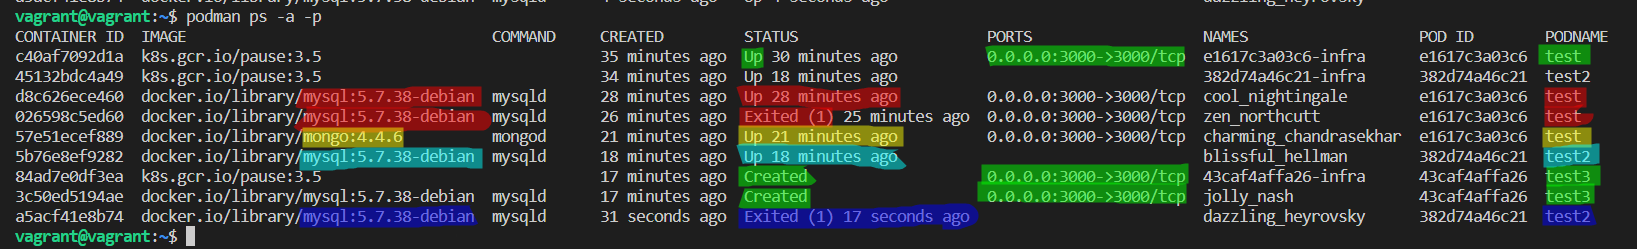 vagrant@vagrant:~$ podman ps -a -p
CONTAINER ID  IMAGE                             COMMAND     CREATED         STATUS                     PORTS                   NAMES                  POD ID        PODNAME
c40af7092d1a  k8s.gcr.io/pause:3.5                          35 minutes ago  Up 30 minutes ago          0.0.0.0:3000->3000/tcp  e1617c3a03c6-infra     e1617c3a03c6  test
45132bdc4a49  k8s.gcr.io/pause:3.5                          34 minutes ago  Up 18 minutes ago                                  382d74a46c21-infra     382d74a46c21  test2
d8c626ece460  docker.io/library/mysql:5.7.38-debian  mysqld      28 minutes ago  Up 28 minutes ago          0.0.0.0:3000->3000/tcp  cool_nightingale       e1617c3a03c6  test
026598c5ed60  docker.io/library/mysql:5.7.38-debian  mysqld      26 minutes ago  Exited (1) 25 minutes ago  0.0.0.0:3000->3000/tcp  zen_northcutt          e1617c3a03c6  test
57e51ecef889  docker.io/library/mongo:4.4.6          mongod      21 minutes ago  Up 21 minutes ago          0.0.0.0:3000->3000/tcp  charming_chandrasekhar e1617c3a03c6  test
5b76e8ef9282  docker.io/library/mysql:5.7.38-debian  mysqld      18 minutes ago  Up 18 minutes ago                                  blissful_hellman       382d74a46c21  test2
84ad7e0df3ea  k8s.gcr.io/pause:3.5                          17 minutes ago  Created                    0.0.0.0:3000->3000/tcp  43caf4affa26-infra     43caf4affa26  test3
3c50ed5194ae  docker.io/library/mysql:5.7.38-debian  mysqld      17 minutes ago  Created                    0.0.0.0:3000->3000/tcp  jolly_nash             43caf4affa26  test3
a5acf41e8b74  docker.io/library/mysql:5.7.38-debian  mysqld      31 seconds ago  Exited (1) 17 seconds ago                          dazzling_heyrovsky     382d74a46c21  test2
vagrant@vagrant:~$